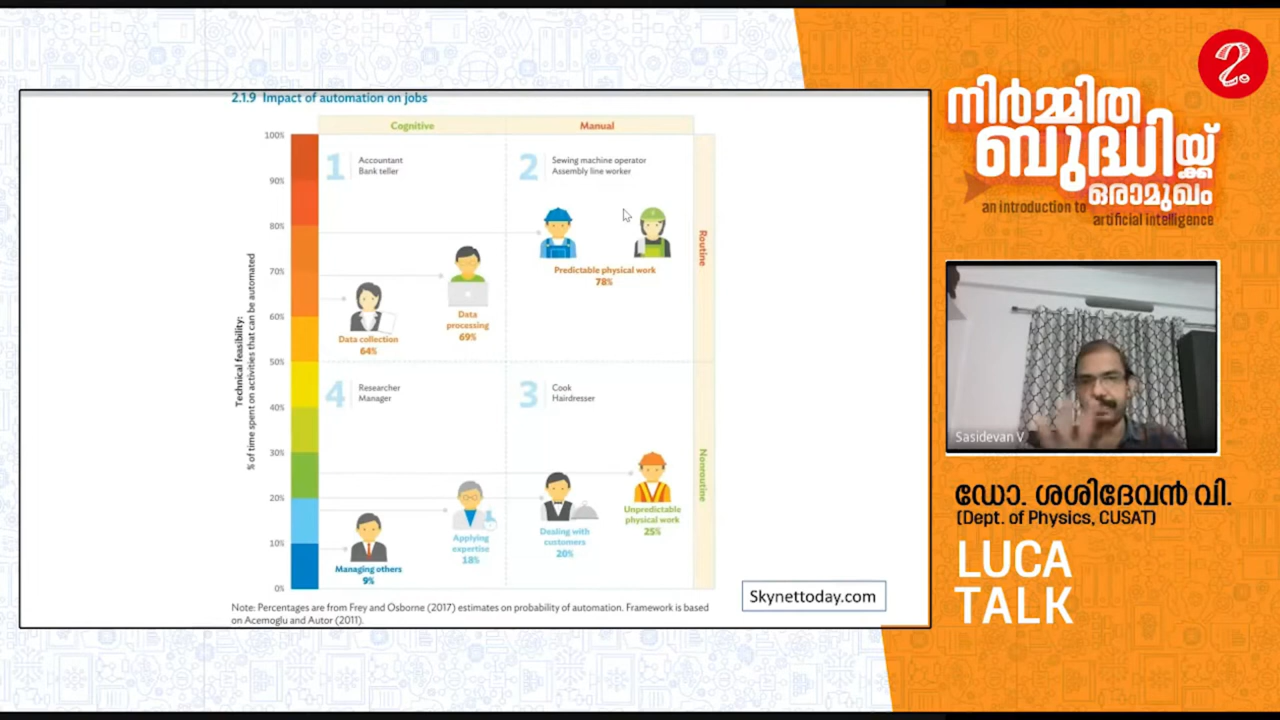 2.1.9 Impact of automation on jobs
Cognitive
Manual
100%
90%
80%
70%
60%
50%
40%
30%
20%
10%
0%
Technical feasibility:
% of time spent on activities that can be automated
1
Accountant
Bank teller
2
Sewing machine operator
Assembly line worker
Predictable physical work
78%
Data
processing
69%
Data collection
64%
Routine
4
Researcher
Manager
3
Cook
Hairdresser
Unpredictable
physical work
25%
Dealing with
customers
20%
Applying
expertise
18%
Managing others
9%
Nonroutine
Note: Percentages are from Frey and Osborne (2017) estimates on probability of automation. Framework is based
on Acemoglu and Autor (2011).
Skynettoday.com
നിർമ്മിത
ബുദ്ധിയ്ക്ക്
ഒരാമുഖം
an introduction to
artificial intelligence
Sasidevan V
ഡോ. ശശിദേവൻ വി.
(Dept. of Physics, CUSAT)
LUCA
TALK